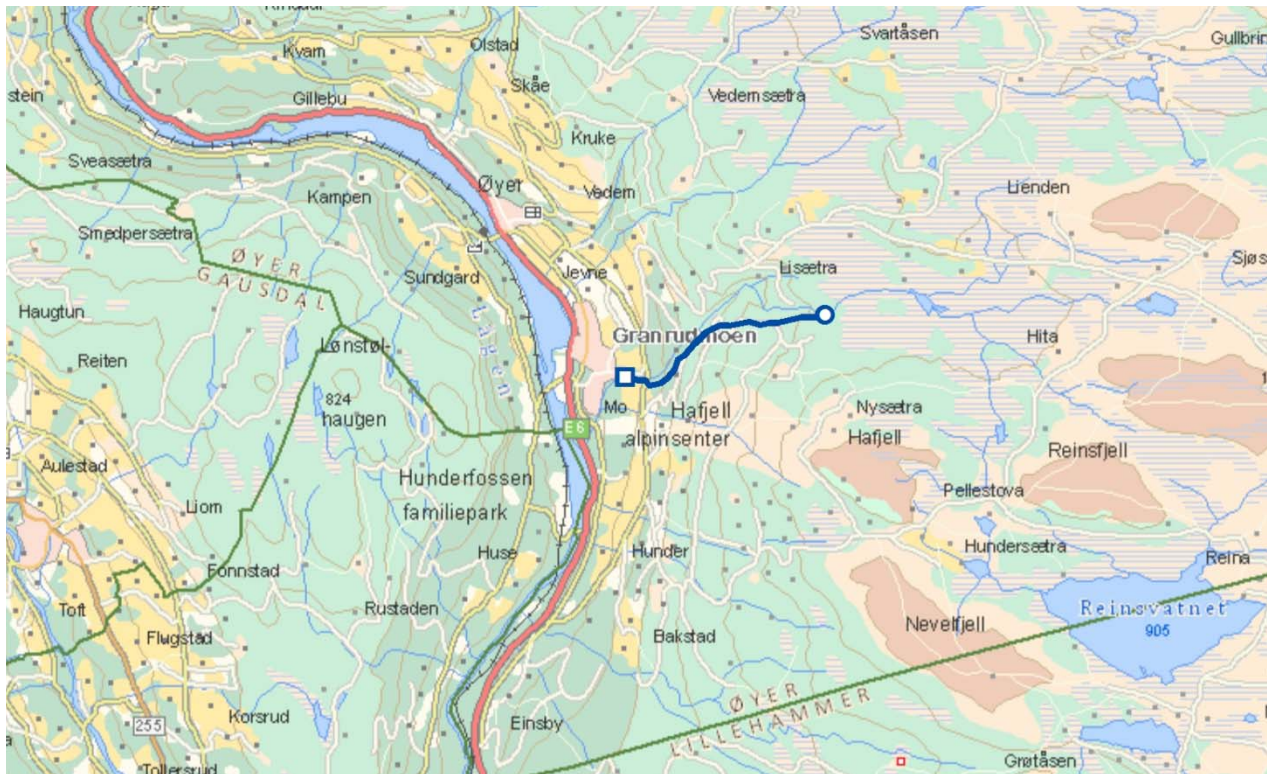 Svartåsen
Gullbrin
Olstad
Kvam
Skåe
stein
Gillebu
Vedemsætra
Kruke
Sveasætra
Øyer
Vedem
Lienden
Kampen
Smedpersætra
ØYER
GAUSDAL
Sundgard
Jevne
Lisætra
Sjøs
Haugtun
Lågen
Granrudmoen
Hita
Reiten
Lønstøl-
824
haugen
Mo
Hafjell
alpinsenter
Nysætra
Hafjell
E 6
Reinsfjell
Aulestad
Hunderfossen
familiepark
Pellestova
Liom
Huse
Hunder
Hundersætra
Reina
Fonnstad
Toft
Rustaden
Reinsvatnet
905
Flugstad
Bakstad
Nevelfjell
ØYER
LILLEHAMMER
255
Korsrud
Einsby
Grøtåsen
Tollersrud